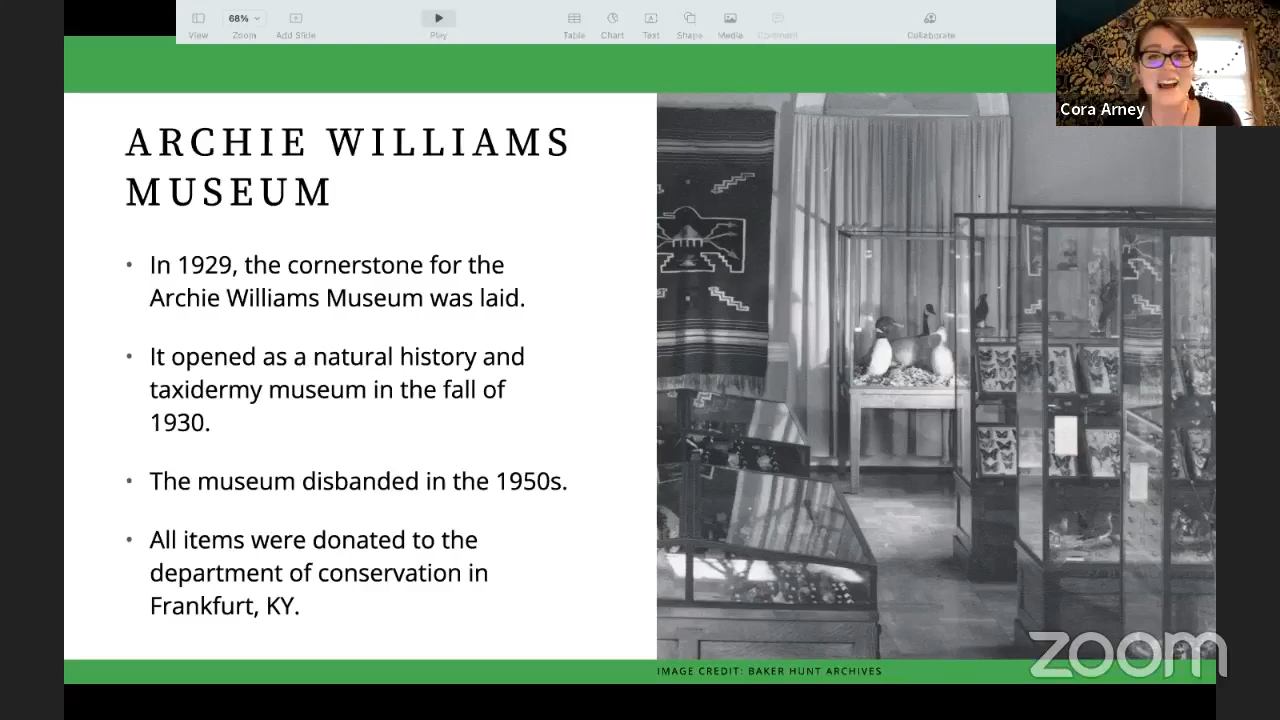 68%
View
Zoom
Add Slide
Play
Table
Chart
Text
Shape
Media
Comment
Collaborate
Cora Arney
ARCHIE WILLIAMS
MUSEUM
• In 1929, the cornerstone for the
Archie Williams Museum was laid.
• It opened as a natural history and
taxidermy museum in the fall of
1930.
• The museum disbanded in the 1950s.
• All items were donated to the
department of conservation in
Frankfurt, KY.
IMAGE CREDIT: BAKER HUNT ARCHIVES
zoom